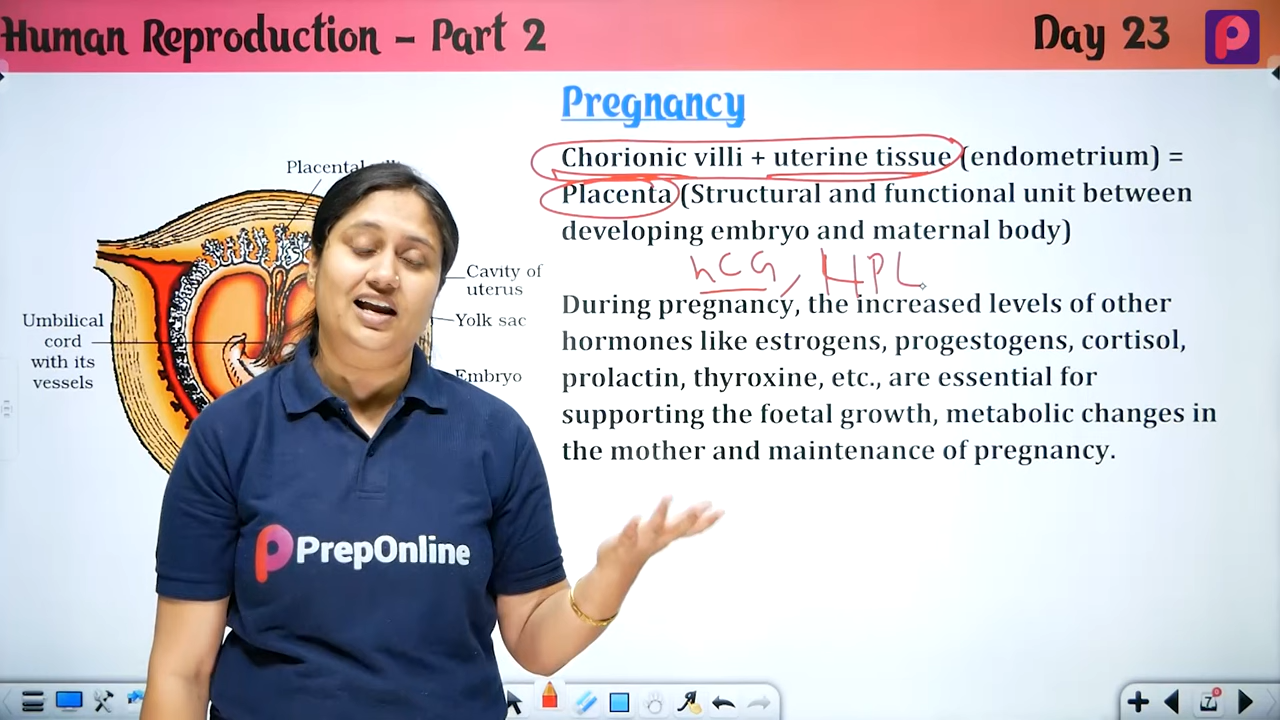 Human Reproduction – Part 2
Day 23
Pregnancy
Chorionic villi + uterine tissue (endometrium) =
Placenta (Structural and functional unit between
developing embryo and maternal body)
hCG, HPL
During pregnancy, the increased levels of other
hormones like estrogens, progestogens, cortisol,
prolactin, thyroxine, etc., are essential for
supporting the foetal growth, metabolic changes in
the mother and maintenance of pregnancy.
Placental
Cavity of
uterus
Yolk sac
Embryo
Umbilical
cord
with its
vessels
PrepOnline
7